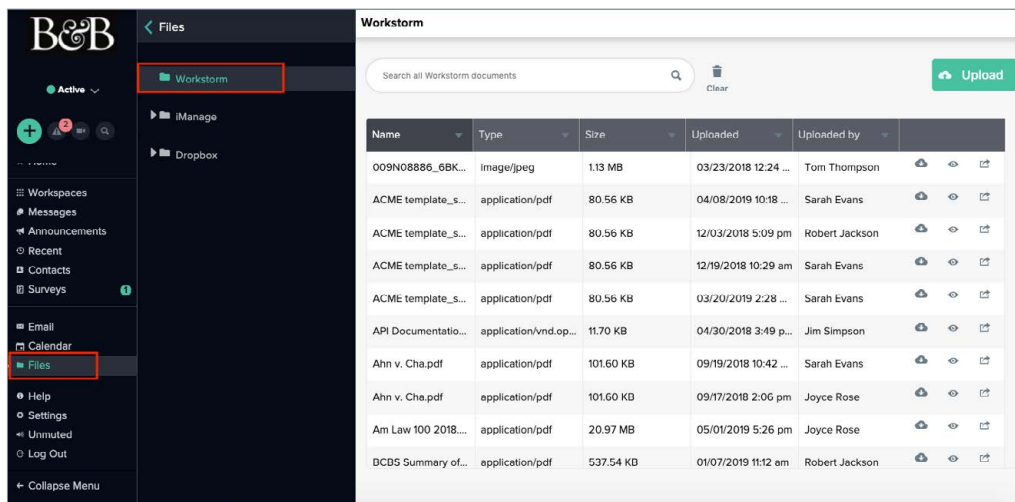 B&B
Active
2
Home
Workspaces
Messages
Announcements
Recent
Contacts
Surveys 1
Email
Calendar
Files
Help
Settings
Unmuted
Log Out
Collapse Menu
Files
Workstorm
iManage
Dropbox
Workstorm
Search all Workstorm documents
Clear
Upload
Name Type Size Uploaded Uploaded by
009N08886_6BK... image/jpeg 1.13 MB 03/23/2018 12:24 ... Tom Thompson
ACME template_s... application/pdf 80.56 KB 04/08/2019 10:18 ... Sarah Evans
ACME template_s... application/pdf 80.56 KB 12/03/2018 5:09 pm Robert Jackson
ACME template_s... application/pdf 80.56 KB 12/19/2018 10:29 am Sarah Evans
ACME template_s... application/pdf 80.56 KB 03/20/2019 2:28 ... Sarah Evans
API Documentatio... application/vnd.op... 11.70 KB 04/30/2018 3:49 p... Jim Simpson
Ahn v. Cha.pdf application/pdf 101.60 KB 09/19/2018 10:42 ... Sarah Evans
Ahn v. Cha.pdf application/pdf 101.60 KB 09/17/2018 2:06 pm Joyce Rose
Am Law 100 2018.... application/pdf 20.97 MB 05/01/2019 5:26 pm Joyce Rose
BCBS Summary of... application/pdf 537.54 KB 01/07/2019 11:12 am Robert Jackson